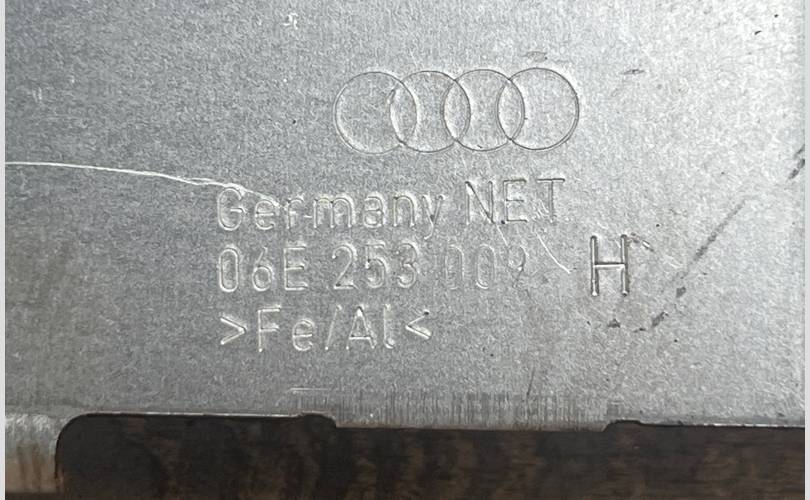 Germany NET
06E 253 009 H
>Fe/Al<